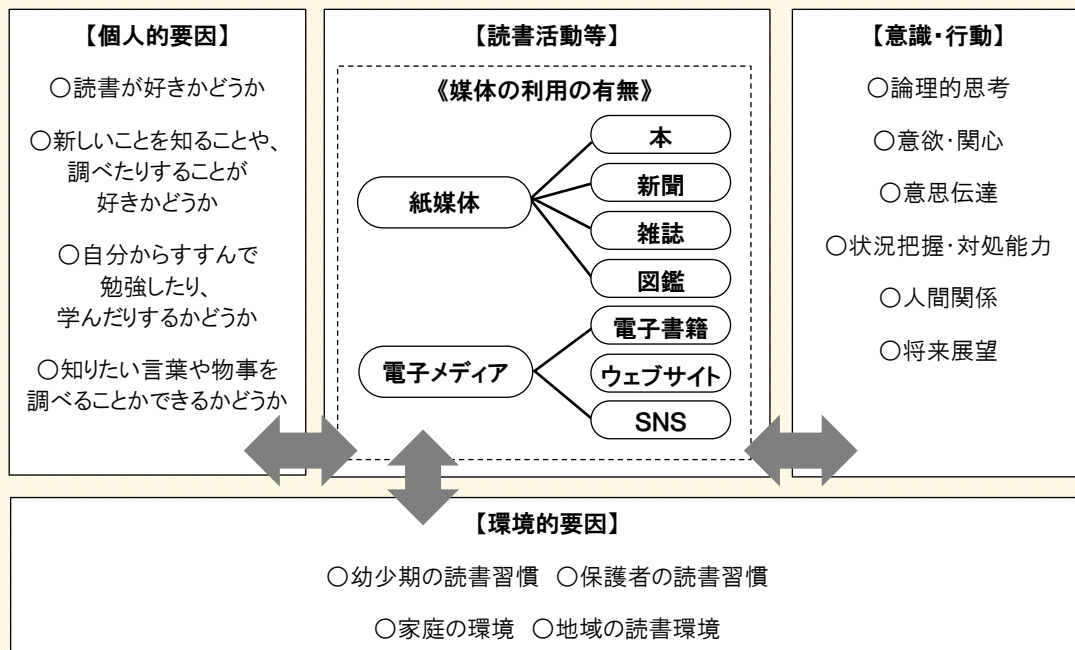 【個人的要因】
○読書が好きかどうか
○新しいことを知ることや、
調べたりすることが
好きかどうか
○自分からすすんで
勉強したり、
学んだりするかどうか
○知りたい言葉や物事を
調べることかできるかどうか
【読書活動等】
《媒体の利用の有無》
紙媒体
本
新聞
雑誌
図鑑
電子メディア
電子書籍
ウェブサイト
SNS
【意識・行動】
○論理的思考
○意欲・関心
○意思伝達
○状況把握・対処能力
○人間関係
○将来展望
【環境的要因】
○幼少期の読書習慣 ○保護者の読書習慣
○家庭の環境 ○地域の読書環境